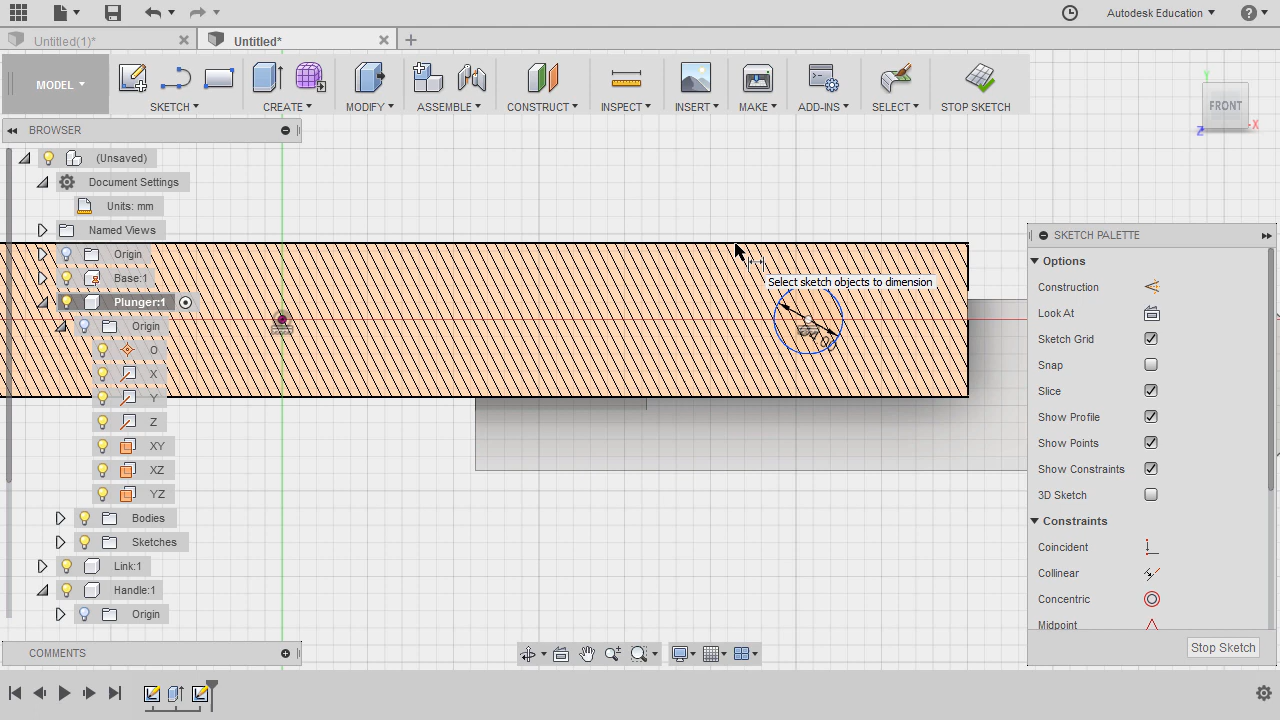 Autodesk Education
Untitled(1)*
Untitled*
MODEL
SKETCH
CREATE
MODIFY
ASSEMBLE
CONSTRUCT
INSPECT
INSERT
MAKE
ADD-INS
SELECT
STOP SKETCH
FRONT
Y
Z
X
BROWSER
(Unsaved)
Document Settings
Units: mm
Named Views
Origin
Base:1
Plunger:1
Origin
O
X
Y
Z
XY
XZ
YZ
Bodies
Sketches
Link:1
Handle:1
Origin
Select sketch objects to dimension
SKETCH PALETTE
Options
Construction
Look At
Sketch Grid
Snap
Slice
Show Profile
Show Points
Show Constraints
3D Sketch
Constraints
Coincident
Collinear
Concentric
Midpoint
Stop Sketch
COMMENTS